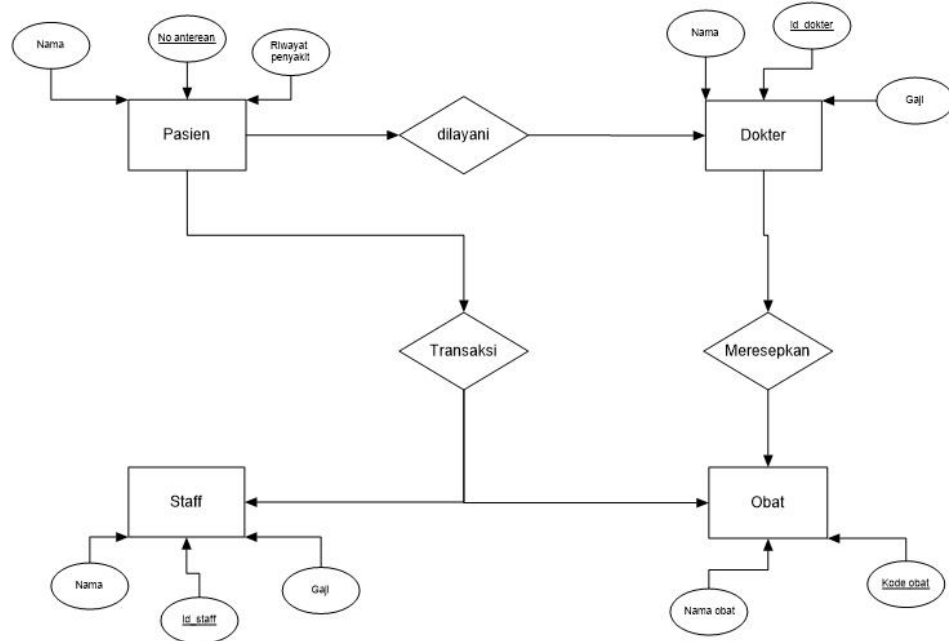 Nama
No anterean
Riwayat
penyakit
Nama
Id_dokter
Gaji
Pasien
dilayani
Dokter
Transaksi
Meresepkan
Staff
Obat
Nama
Id_staff
Gaji
Nama obat
Kode obat